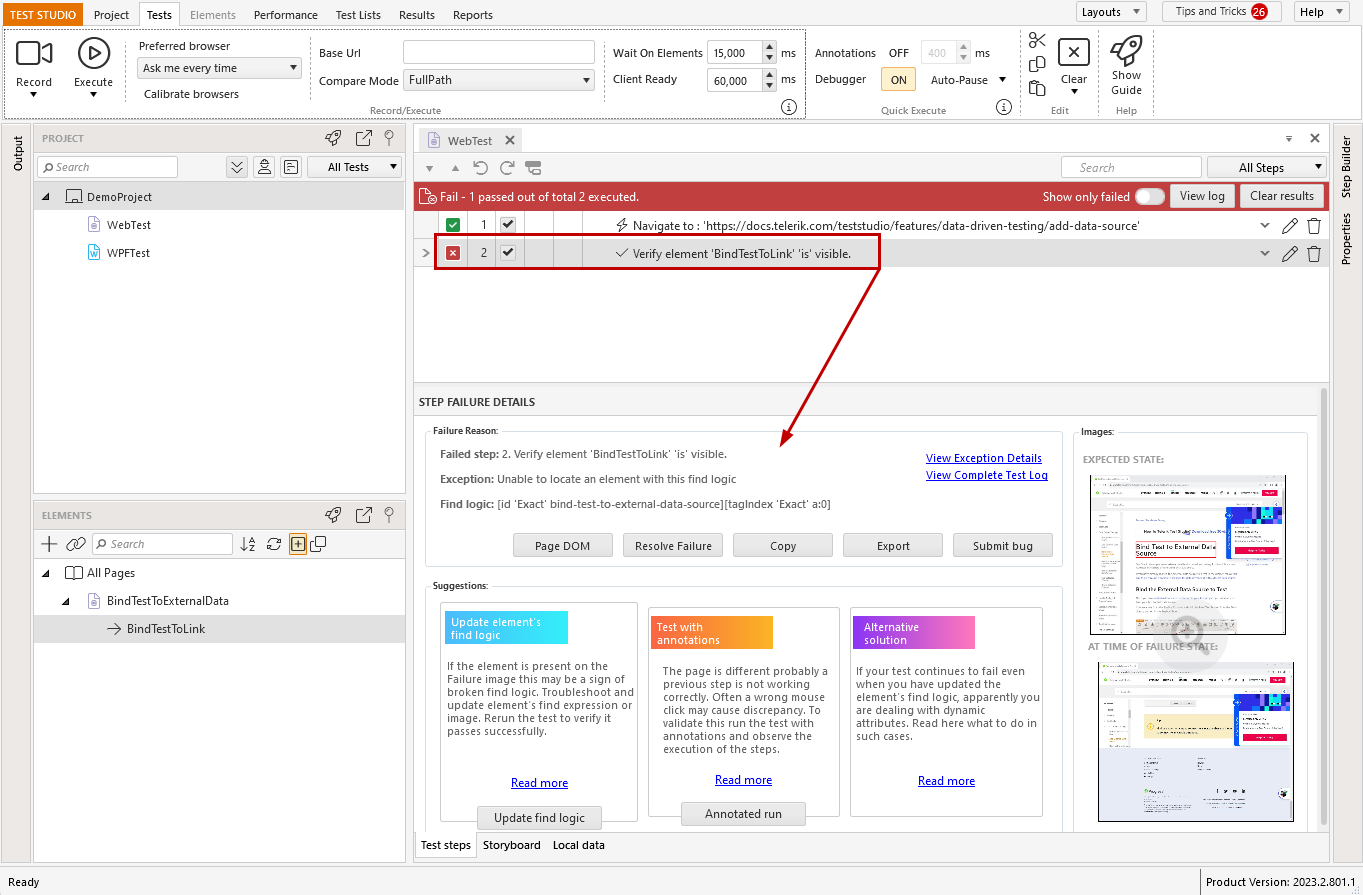 TEST STUDIO Project Tests Elements Performance Test Lists Results Reports Layouts Tips and Tricks 26 Help
Record
Execute
Preferred browser
Ask me every time
Calibrate browsers
Base Url
Compare Mode FullPath
Wait On Elements 15,000 ms
Client Ready 60,000 ms
Record/Execute
Annotations OFF 400 ms
Debugger ON Auto-Pause
Quick Execute
Clear
Edit
Show
Guide
Help
Output
PROJECT
Search All Tests
DemoProject
WebTest
WPFTest
ELEMENTS
Search
All Pages
BindTestToExternalData
BindTestToLink
WebTest
Search All Steps
Fail - 1 passed out of total 2 executed. Show only failed View log Clear results
1 Navigate to : 'https://docs.telerik.com/teststudio/features/data-driven-testing/add-data-source'
2 Verify element 'BindTestToLink' 'is' visible.
STEP FAILURE DETAILS
Failure Reason:
Failed step: 2. Verify element 'BindTestToLink' 'is' visible.
Exception: Unable to locate an element with this find logic
Find logic: [id 'Exact' bind-test-to-external-data-source][tagIndex 'Exact' a:0]
View Exception Details
View Complete Test Log
Page DOM Resolve Failure Copy Export Submit bug
Suggestions:
Update element's
find logic
If the element is present on the
Failure image this may be a sign of
broken find logic. Troubleshoot and
update element's find expression or
image. Rerun the test to verify it
passes successfully.
Read more
Update find logic
Test with
annotations
The page is different probably a
previous step is not working
correctly. Often a wrong mouse
click may cause discrepancy. To
validate this run the test with
annotations and observe the
execution of the steps.
Read more
Annotated run
Alternative
solution
If your test continues to fail even
when you have updated the
element's find logic, apparently you
are dealing with dynamic
attributes. Read here what to do in
such cases.
Read more
Images:
EXPECTED STATE:
Bind Test to External Data
Source
Bind the External Data Source to Test
AT TIME OF FAILURE STATE:
Test steps Storyboard Local data
Step Builder
Properties
Ready
Product Version: 2023.2.801.1